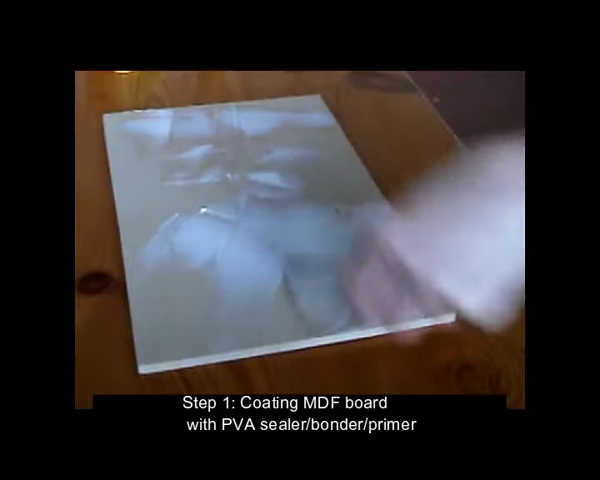 Step 1: Coating MDF board
with PVA sealer/bonder/primer